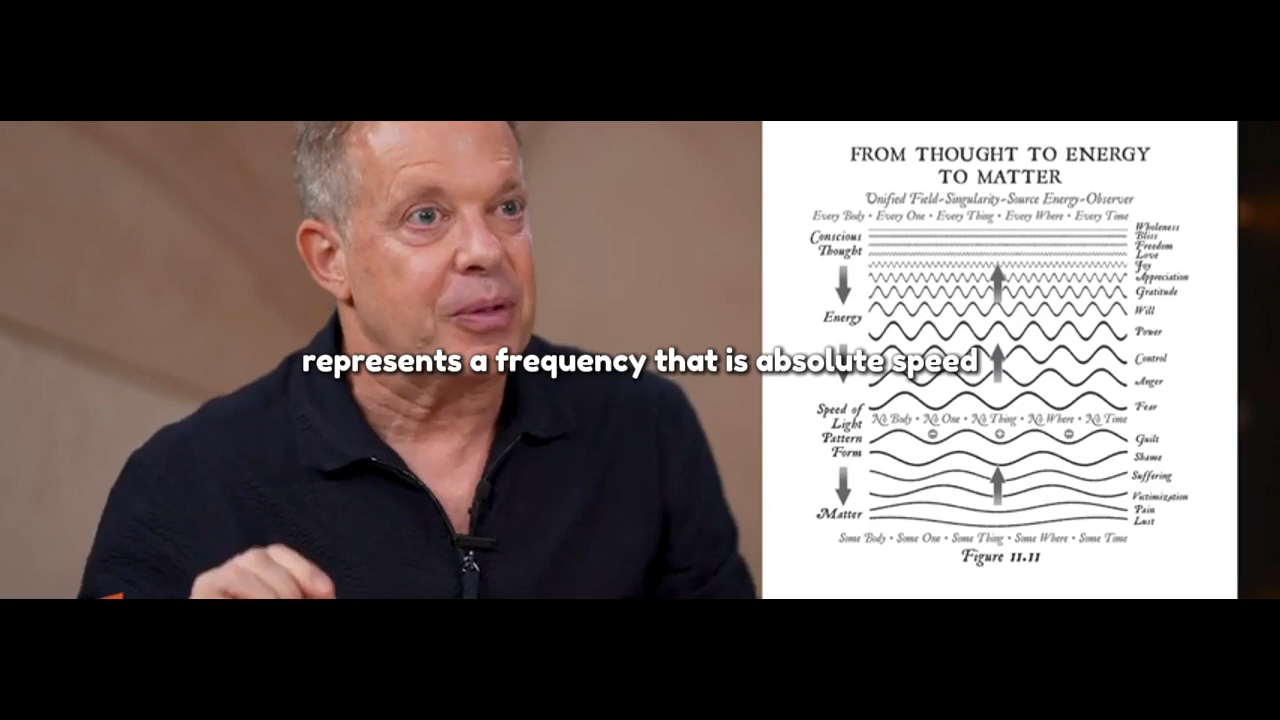 FROM THOUGHT TO ENERGY
TO MATTER
Unified Field-Singularity-Source Energy-Observer
Every Body • Every One • Every Thing • Every Where • Every Time
Conscious
Thought
Energy
Speed of
Light
Pattern
Form
Matter
Wholeness
Bliss
Freedom
Love
Joy
Appreciation
Gratitude
Will
Power
Control
Anger
Fear
No Body • No One • No Thing • No Where • No Time
Guilt
Shame
Suffering
Victimization
Pain
Lust
Some Body • Some One • Some Thing • Some Where • Some Time
Figure 11.11
represents a frequency that is absolute speed